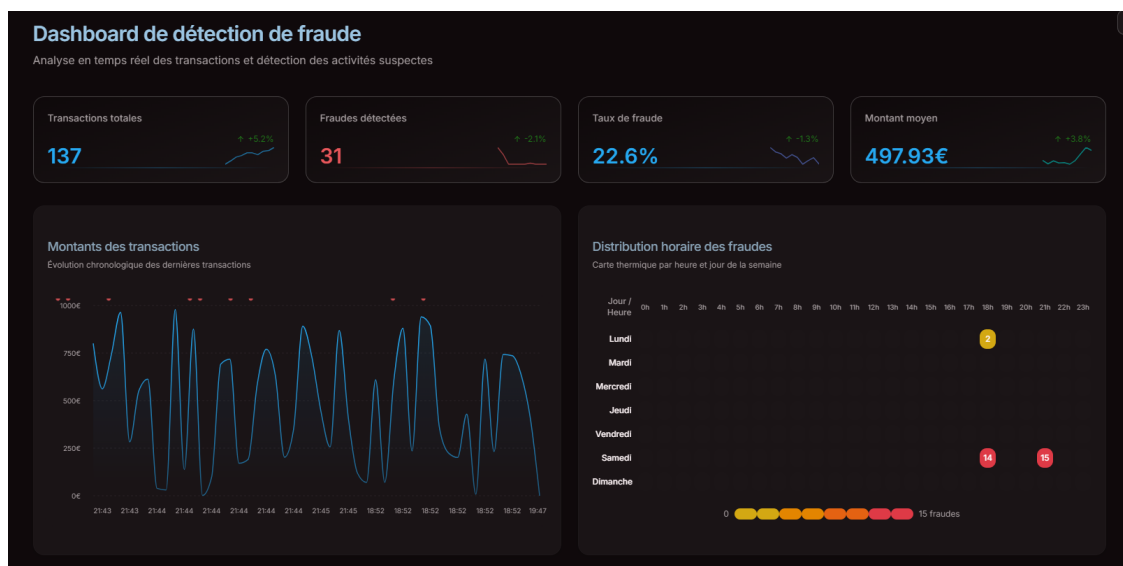 Dashboard de détection de fraude
Analyse en temps réel des transactions et détection des activités suspectes
Transactions totales
↑ +5.2%
137
Fraudes détectées
↑ -2.1%
31
Taux de fraude
↑ -1.3%
22.6%
Montant moyen
↑ +3.8%
497.93€
Montants des transactions
Évolution chronologique des dernières transactions
1000€
750€
500€
250€
0€
21:43 21:43 21:44 21:44 21:44 21:44 21:44 21:45 21:45 18:52 18:52 18:52 18:52 18:52 18:52 19:47
Distribution horaire des fraudes
Carte thermique par heure et jour de la semaine
Jour / Heure 0h 1h 2h 3h 4h 5h 6h 7h 8h 9h 10h 11h 12h 13h 14h 15h 16h 17h 18h 19h 20h 21h 22h 23h
Lundi 2
Mardi
Mercredi
Jeudi
Vendredi
Samedi 14 15
Dimanche
0 15 fraudes